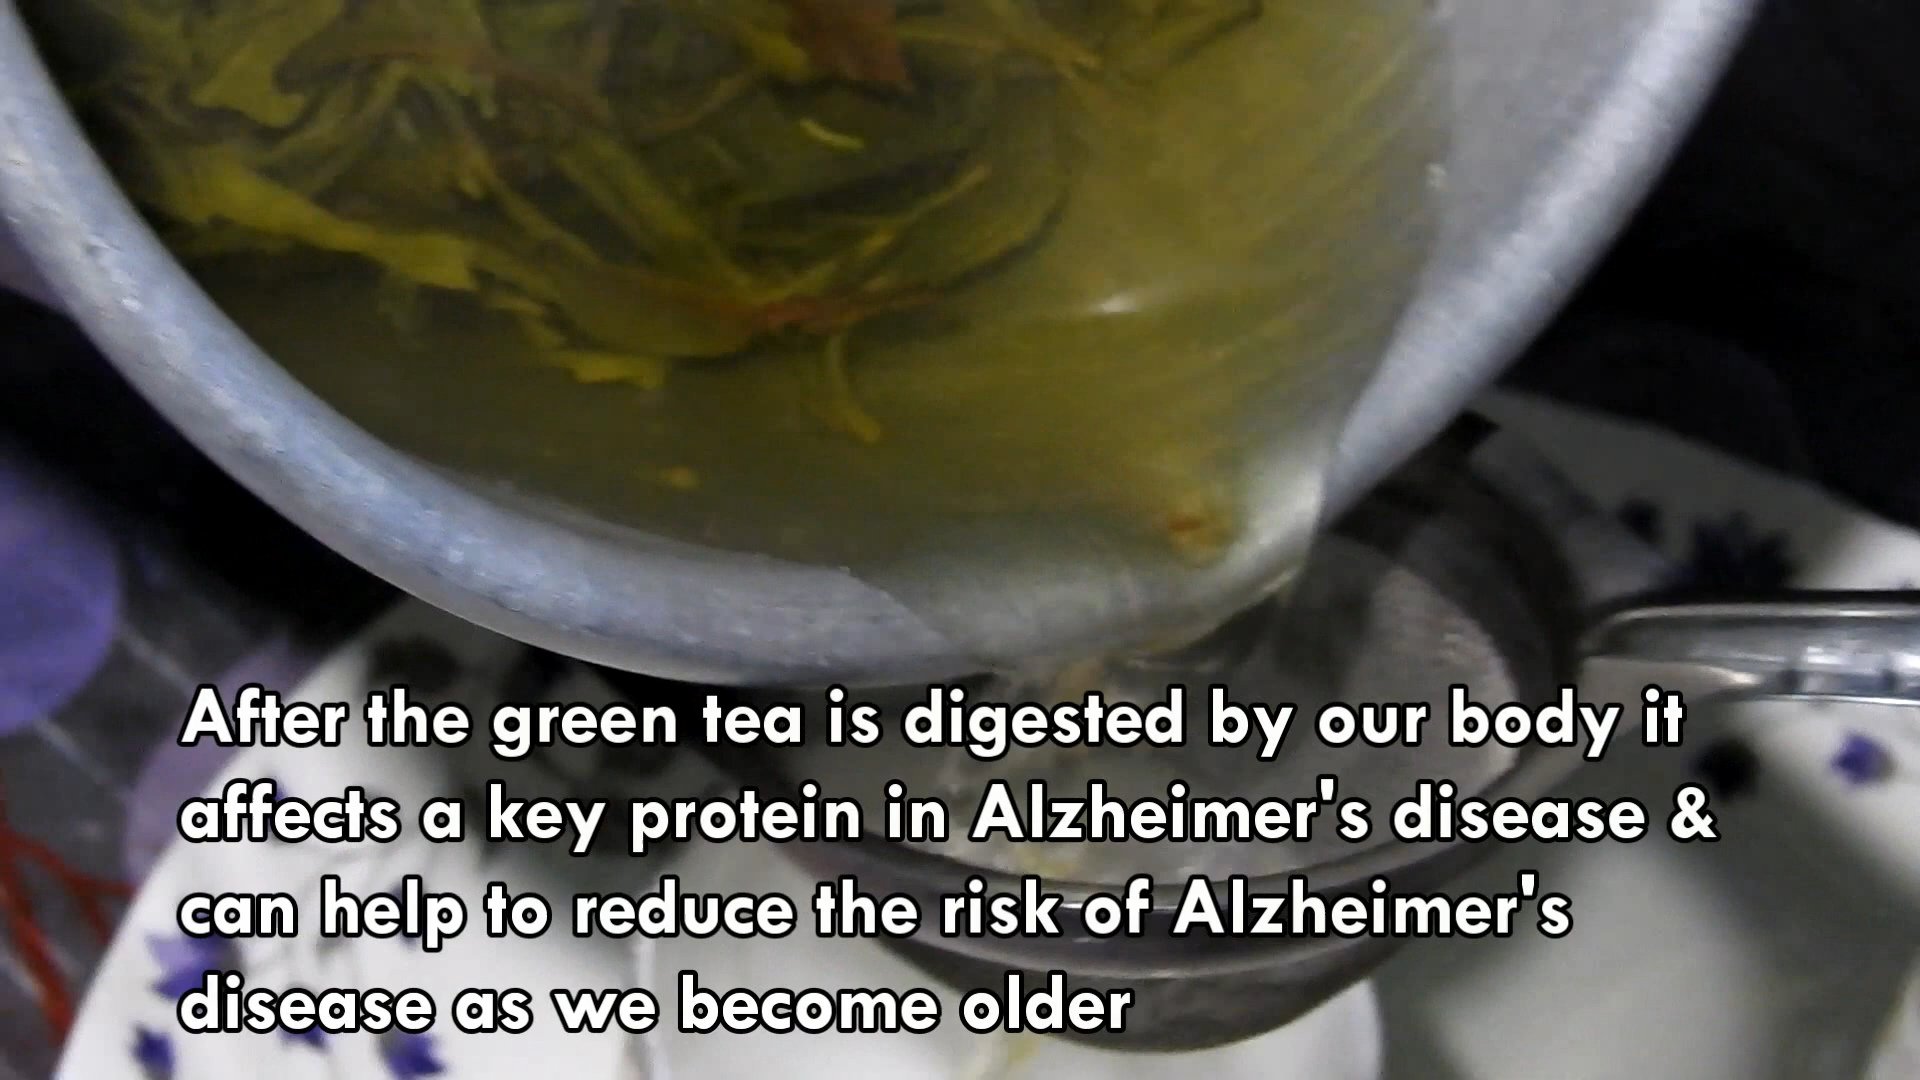 After the green tea is digested by our body it
affects a key protein in Alzheimer's disease &
can help to reduce the risk of Alzheimer's
disease as we become older